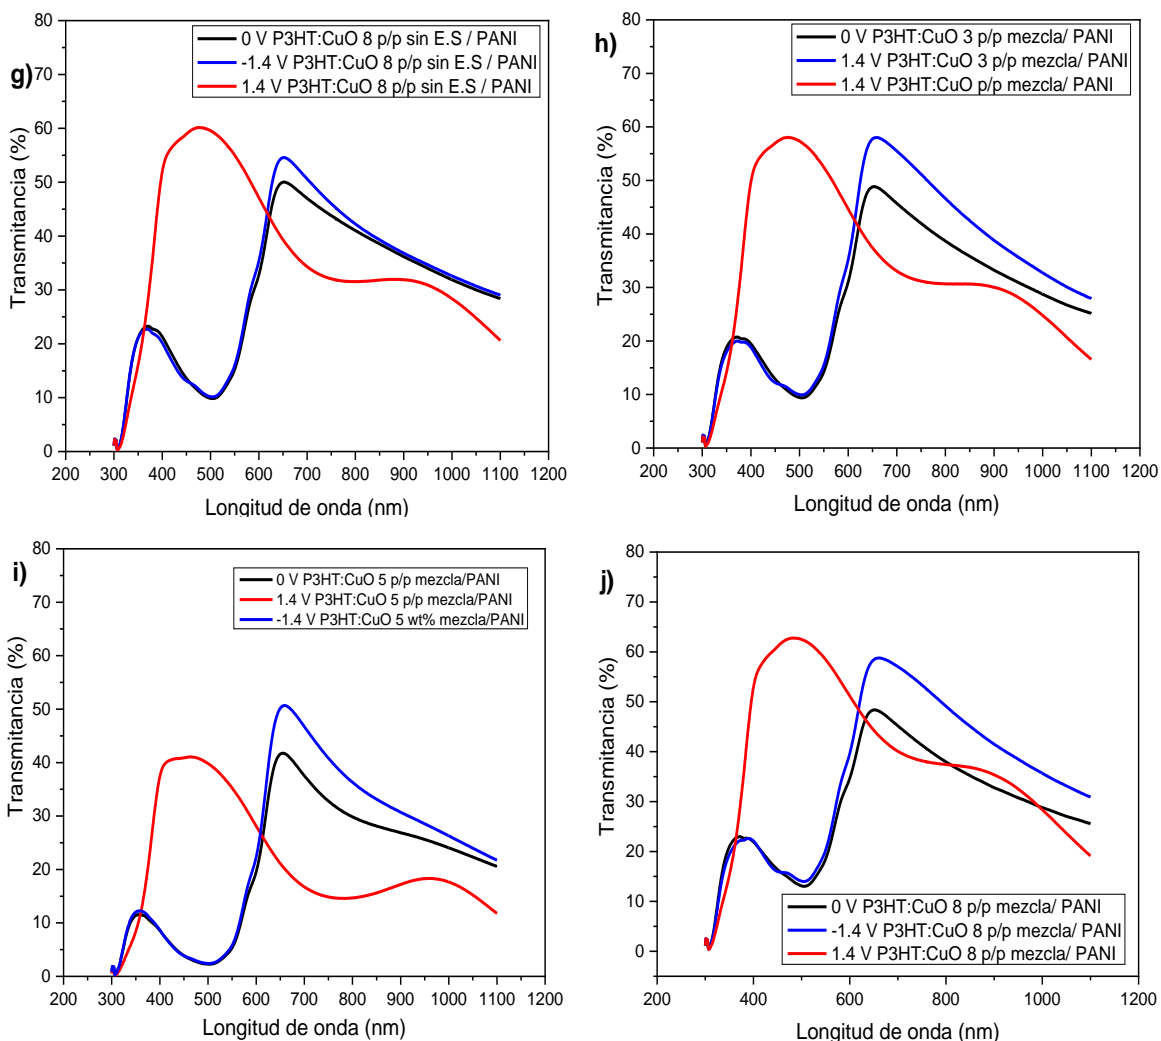 g)
0 V P3HT:CuO 8 p/p sin E.S / PANI
-1.4 V P3HT:CuO 8 p/p sin E.S / PANI
1.4 V P3HT:CuO 8 p/p sin E.S / PANI
80
70
60
50
40
30
20
10
0
Transmitancia (%)
200 300 400 500 600 700 800 900 1000 1100 1200
Longitud de onda (nm)
h)
0 V P3HT:CuO 3 p/p mezcla/ PANI
1.4 V P3HT:CuO 3 p/p mezcla/ PANI
1.4 V P3HT:CuO p/p mezcla/ PANI
80
70
60
50
40
30
20
10
0
Transmitancia (%)
200 300 400 500 600 700 800 900 1000 1100 1200
Longitud de onda (nm)
i)
0 V P3HT:CuO 5 p/p mezcla/PANI
1.4 V P3HT:CuO 5 p/p mezcla/PANI
-1.4 V P3HT:CuO 5 wt% mezcla/PANI
80
70
60
50
40
30
20
10
0
Transmitancia (%)
200 300 400 500 600 700 800 900 1000 1100 1200
Longitud de onda (nm)
j)
80
70
60
50
40
30
20
10
0
Transmitancia (%)
0 V P3HT:CuO 8 p/p mezcla/ PANI
-1.4 V P3HT:CuO 8 p/p mezcla/ PANI
1.4 V P3HT:CuO 8 p/p mezcla/ PANI
200 400 600 800 1000 1200
Longitud de onda (nm)